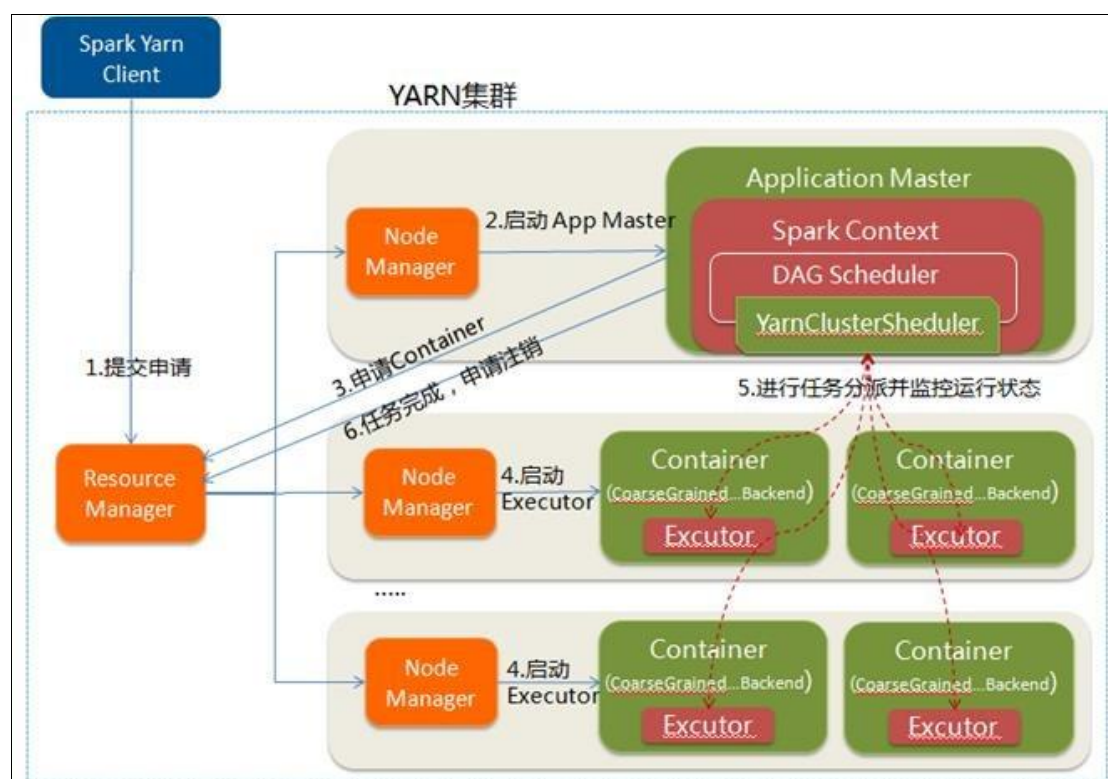 Spark Yarn
Client
YARN集群
Application Master
Spark Context
DAG Scheduler
YarnClusterSheduler
2.启动 App Master
Node
Manager
1.提交申请
3.申请Container
6.任务完成，申请注销
5.进行任务分派并监控运行状态
Resource
Manager
Node
Manager
4.启动
Executor
Container
(CoarseGrained...Backend)
Excutor
Container
(CoarseGrained...Backend)
Excutor
.....
Node
Manager
4.启动
Executor
Container
(CoarseGrained...Backend)
Excutor
Container
(CoarseGrained...Backend)
Excutor